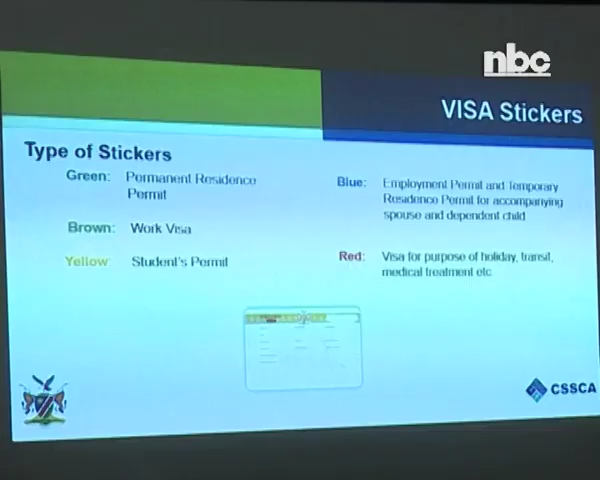 nbc
VISA Stickers
Type of Stickers
Green: Permanent Residence
Permit
Brown: Work Visa
Yellow: Student's Permit
Blue: Employment Permit and Temporary
Residence Permit for accompanying
spouse and dependent child
Red: Visa for purpose of holiday, transit,
medical treatment etc
CSSCA